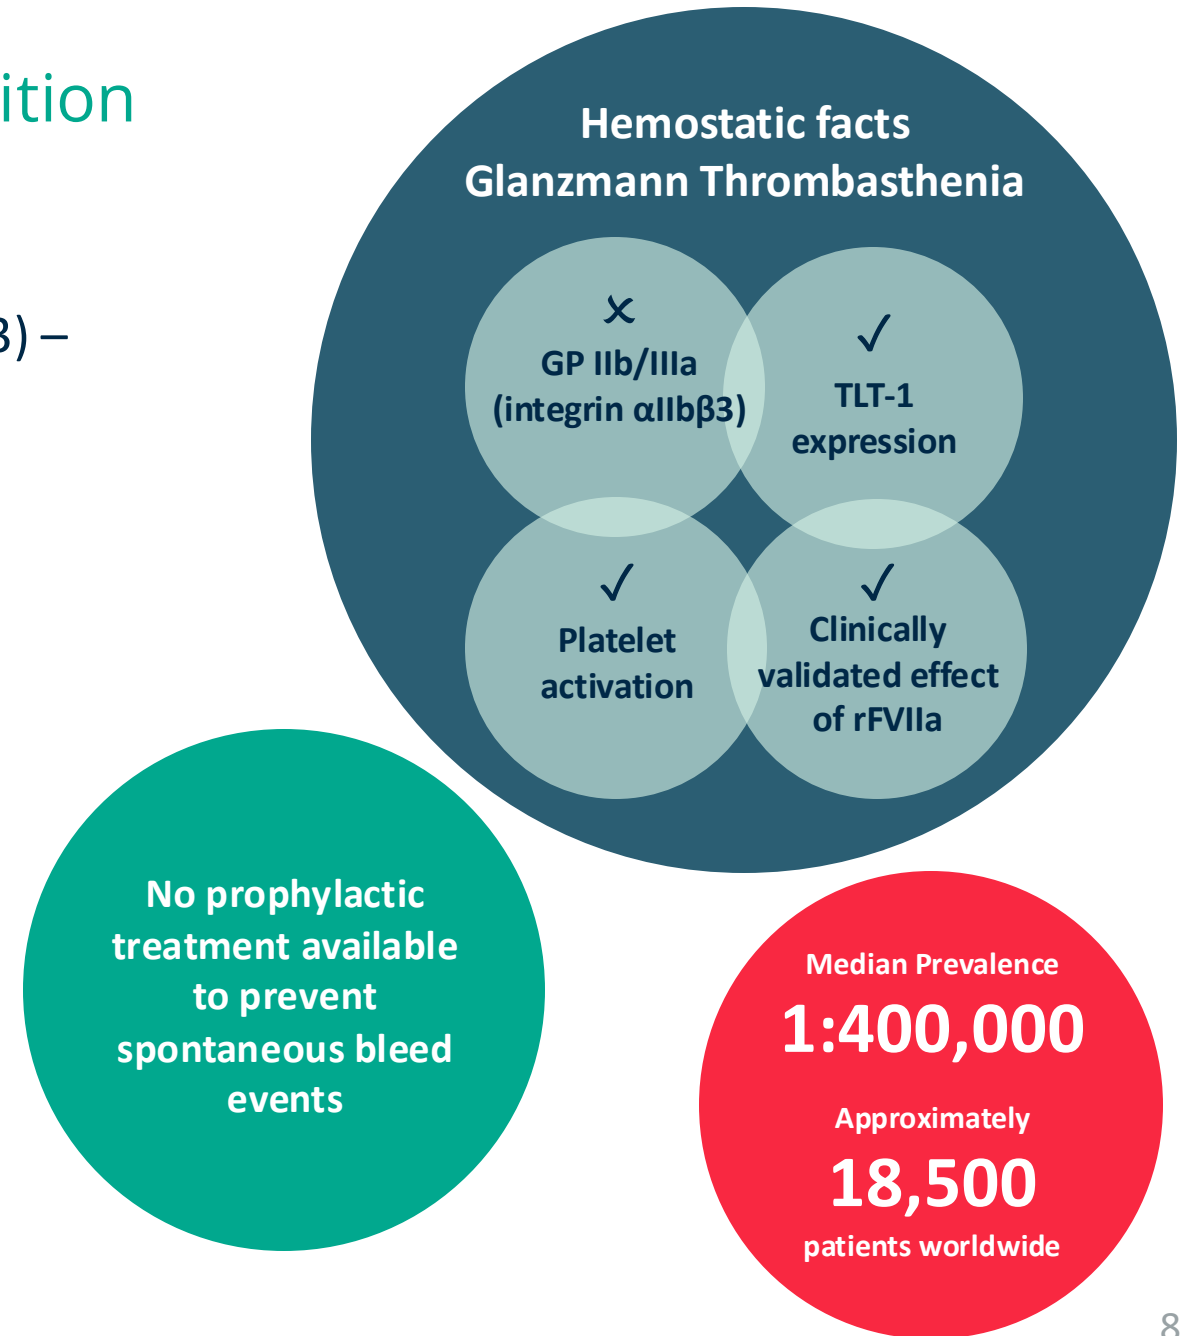 ition
3) –
Hemostatic facts
Glanzmann Thrombasthenia
✗
GP IIb/IIIa
(integrin αIIbβ3)
✓
TLT-1
expression
✓
Platelet
activation
✓
Clinically
validated effect
of rFVIIa
No prophylactic
treatment available
to prevent
spontaneous bleed
events
Median Prevalence
1:400,000
Approximately
18,500
patients worldwide
8